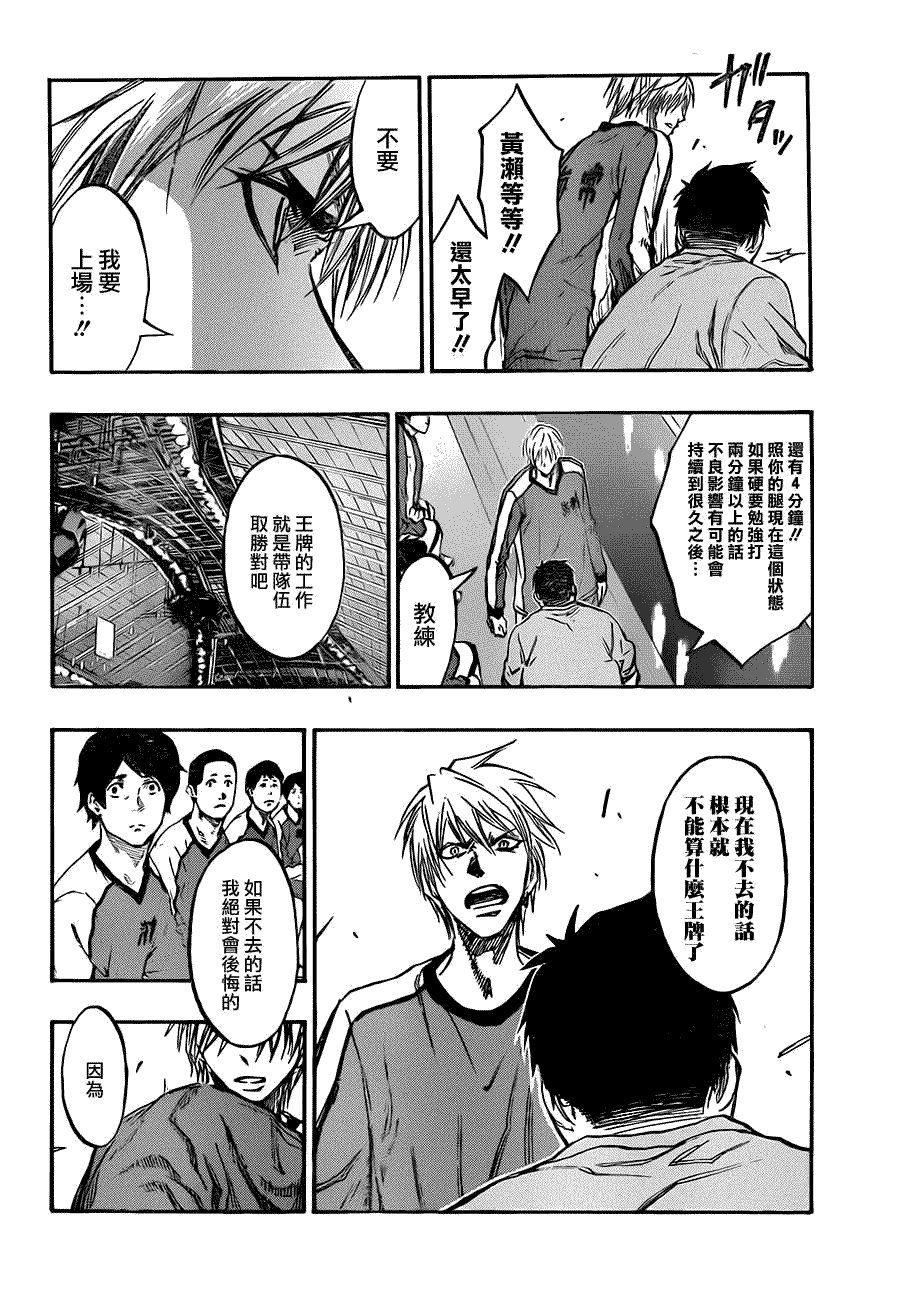 ガガタッ
黃瀨等等!!
還太早了!!
不要
我要
上場…!!
還有4分鐘!!
照你的腿現在這個狀態
如果硬要勉強打
兩分鐘以上的話
不良影響有可能會
持續到很久之後…
教練
王牌的工作
就是帶隊伍
取勝對吧
現在我不去的話
根本就
不能算什麼王牌了
如果不去的話
我絕對會後悔的
因為